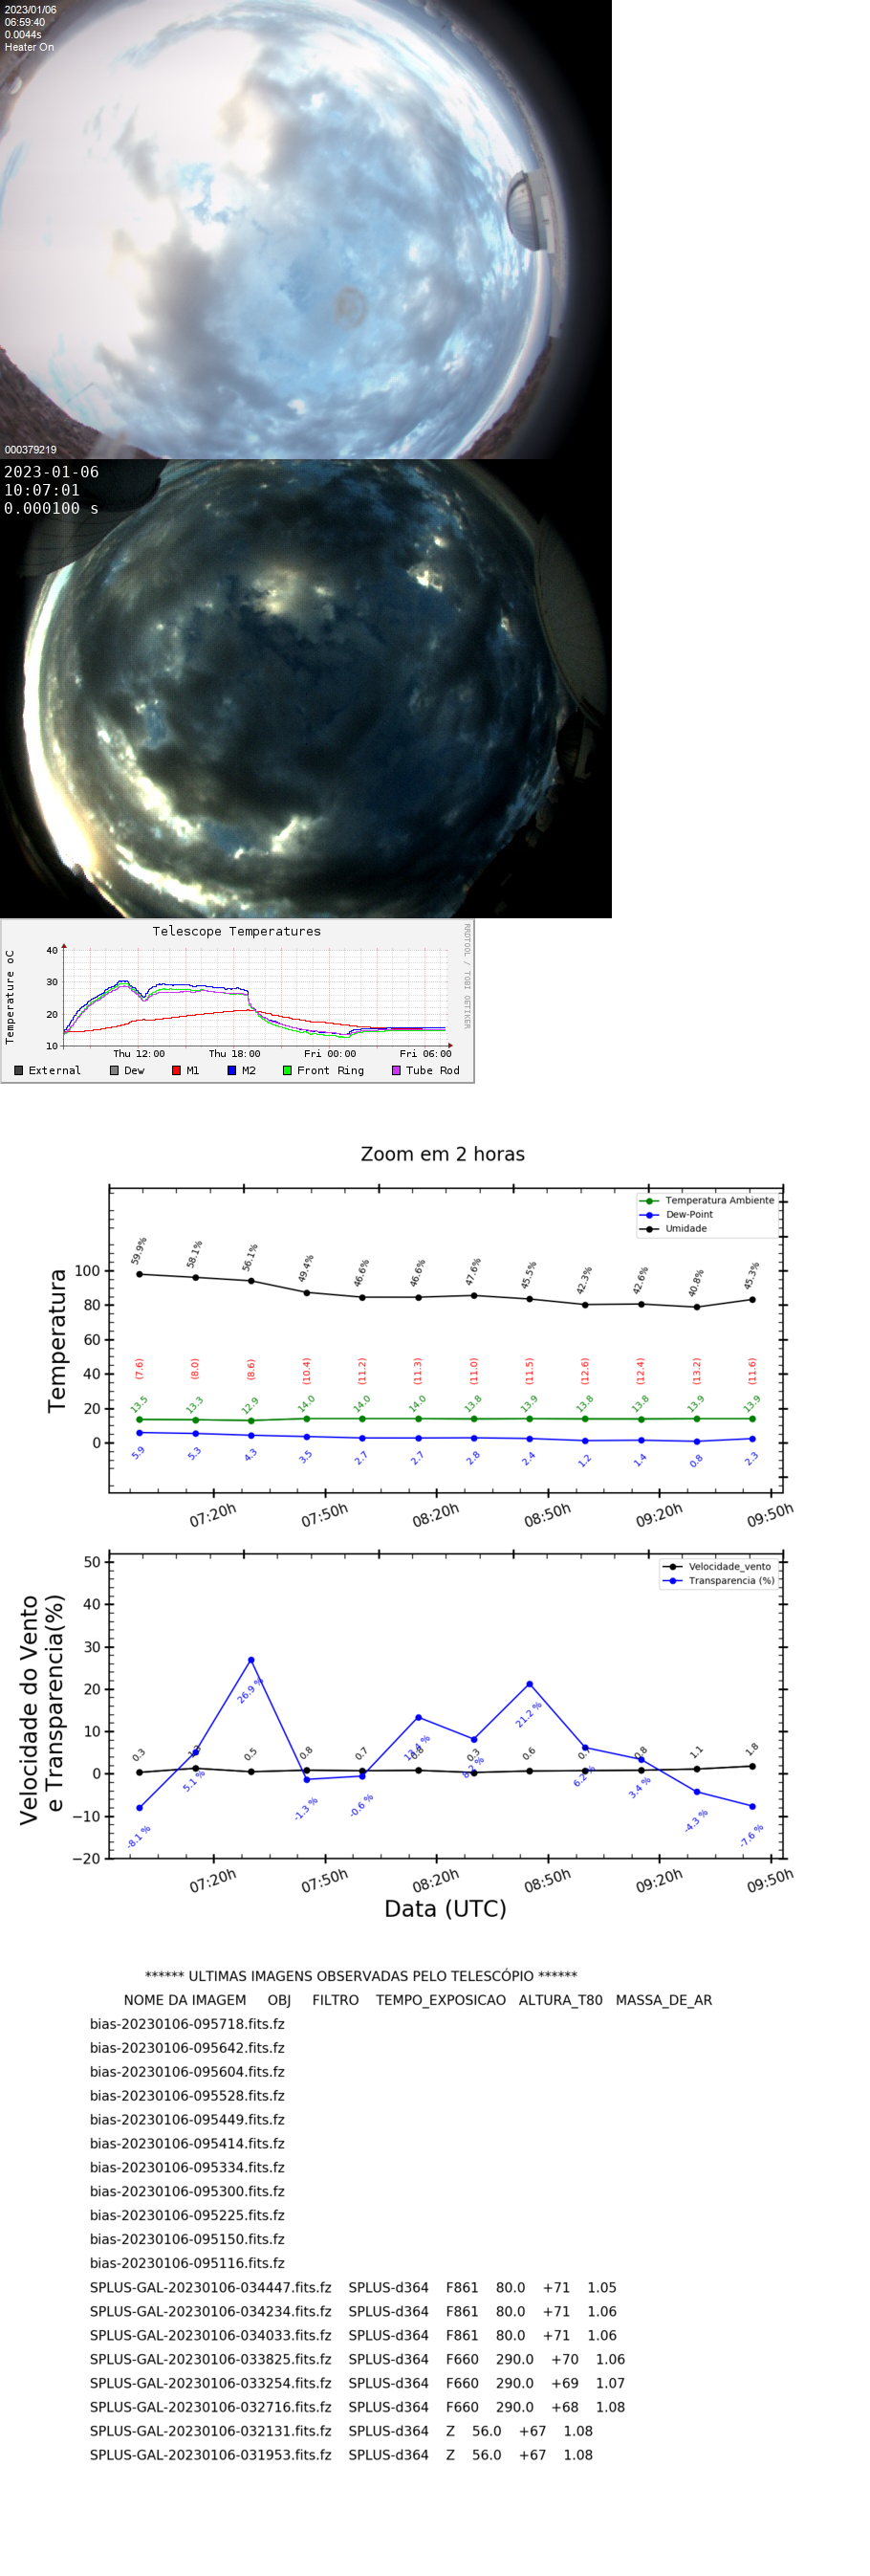 2023/01/06
06:59:40
0.0044s
Heater On
000379219
2023-01-06
10:07:01
0.000100 s
Telescope Temperatures
RRDTOOL / TOBI OETIKER
Temperature oC
40
30
20
10
Thu 12:00 Thu 18:00 Fri 00:00 Fri 06:00
External Dew M1 M2 Front Ring Tube Rod
Zoom em 2 horas
Temperatura Ambiente
Dew-Point
Umidade
Temperatura
100
80
60
40
20
0
59.9% 58.1% 56.1% 49.4% 46.6% 46.6% 47.6% 45.5% 42.3% 42.6% 40.8% 45.3%
(7.6) (8.0) (8.6) (10.4) (11.2) (11.3) (11.0) (11.5) (12.6) (12.4) (13.2) (11.6)
13.5 13.3 12.9 14.0 14.0 14.0 13.8 13.9 13.8 13.8 13.9 13.9
5.9 5.3 4.3 3.5 2.7 2.7 2.8 2.4 1.2 1.4 0.8 2.3
07:20h 07:50h 08:20h 08:50h 09:20h 09:50h
Velocidade_vento
Transparencia (%)
Velocidade do Vento
e Transparencia(%)
50
40
30
20
10
0
−10
−20
0.3 0.5 0.8 0.7 0.3 0.6 0.8 1.1 1.8
-8.1 % 5.1 % 26.9 % -1.3 % -0.6 % 8.2 % 21.2 % 3.4 % -4.3 % -7.6 %
07:20h 07:50h 08:20h 08:50h 09:20h 09:50h
Data (UTC)
****** ULTIMAS IMAGENS OBSERVADAS PELO TELESCÓPIO ******
NOME DA IMAGEM OBJ FILTRO TEMPO_EXPOSICAO ALTURA_T80 MASSA_DE_AR
bias-20230106-095718.fits.fz
bias-20230106-095642.fits.fz
bias-20230106-095604.fits.fz
bias-20230106-095528.fits.fz
bias-20230106-095449.fits.fz
bias-20230106-095414.fits.fz
bias-20230106-095334.fits.fz
bias-20230106-095300.fits.fz
bias-20230106-095225.fits.fz
bias-20230106-095150.fits.fz
bias-20230106-095116.fits.fz
SPLUS-GAL-20230106-034447.fits.fz SPLUS-d364 F861 80.0 +71 1.05
SPLUS-GAL-20230106-034234.fits.fz SPLUS-d364 F861 80.0 +71 1.06
SPLUS-GAL-20230106-034033.fits.fz SPLUS-d364 F861 80.0 +71 1.06
SPLUS-GAL-20230106-033825.fits.fz SPLUS-d364 F660 290.0 +70 1.06
SPLUS-GAL-20230106-033254.fits.fz SPLUS-d364 F660 290.0 +69 1.07
SPLUS-GAL-20230106-032716.fits.fz SPLUS-d364 F660 290.0 +68 1.08
SPLUS-GAL-20230106-032131.fits.fz SPLUS-d364 Z 56.0 +67 1.08
SPLUS-GAL-20230106-031953.fits.fz SPLUS-d364 Z 56.0 +67 1.08